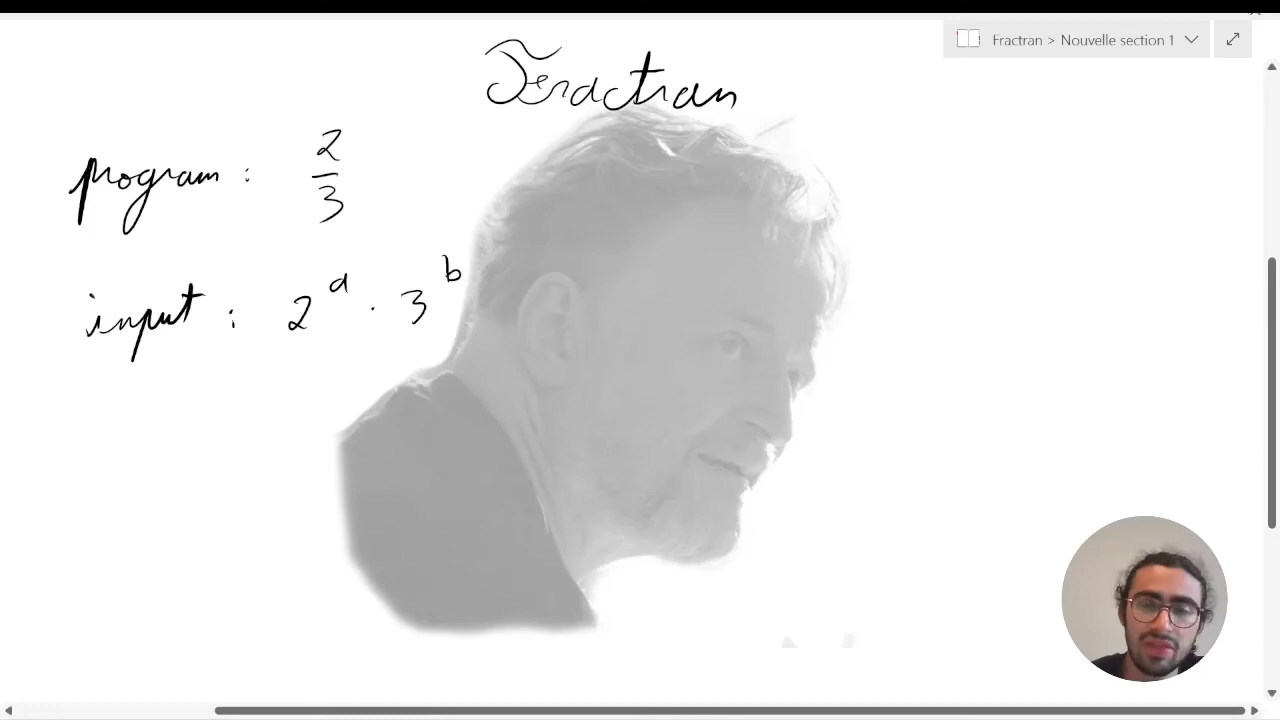 Fractran > Nouvelle section 1
Fractran
program : 2/3
input : 2^a · 3^b